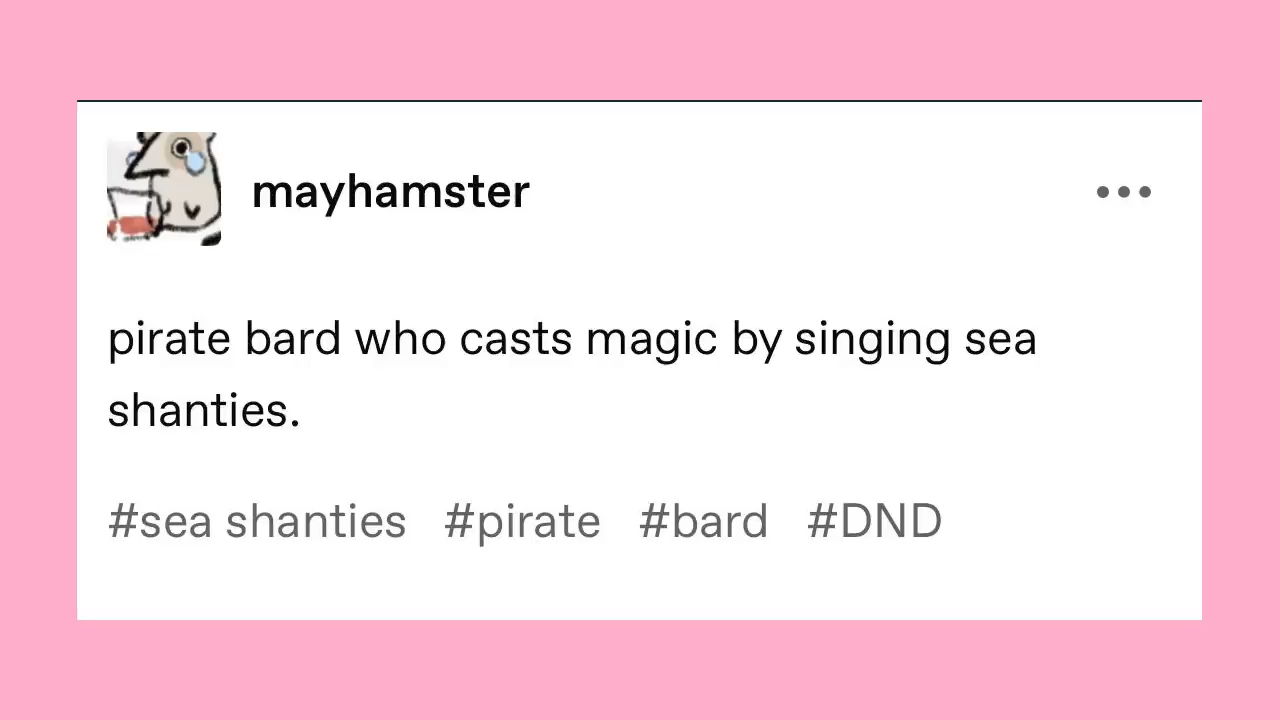 mayhamster
pirate bard who casts magic by singing sea
shanties.
#sea shanties #pirate #bard #DND